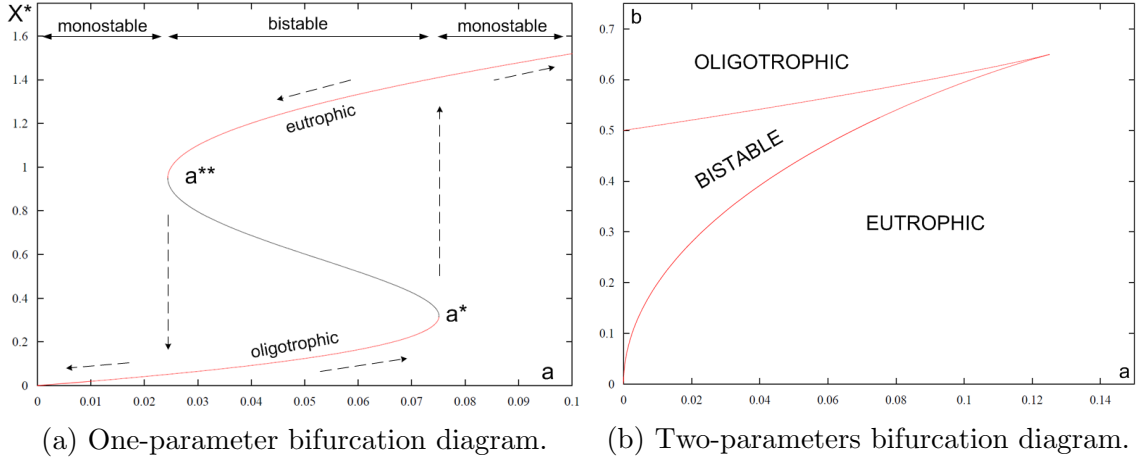 X*
monostable bistable monostable
1.6
1.4
1.2
1
0.8
0.6
0.4
0.2
0
eutrophic
a**
a*
oligotrophic
a
0 0.01 0.02 0.03 0.04 0.05 0.06 0.07 0.08 0.09 0.1
(a) One-parameter bifurcation diagram.
b
0.7
0.6
0.5
0.4
0.3
0.2
0.1
0
OLIGOTROPHIC
BISTABLE
EUTROPHIC
a
0 0.02 0.04 0.06 0.08 0.1 0.12 0.14
(b) Two-parameters bifurcation diagram.